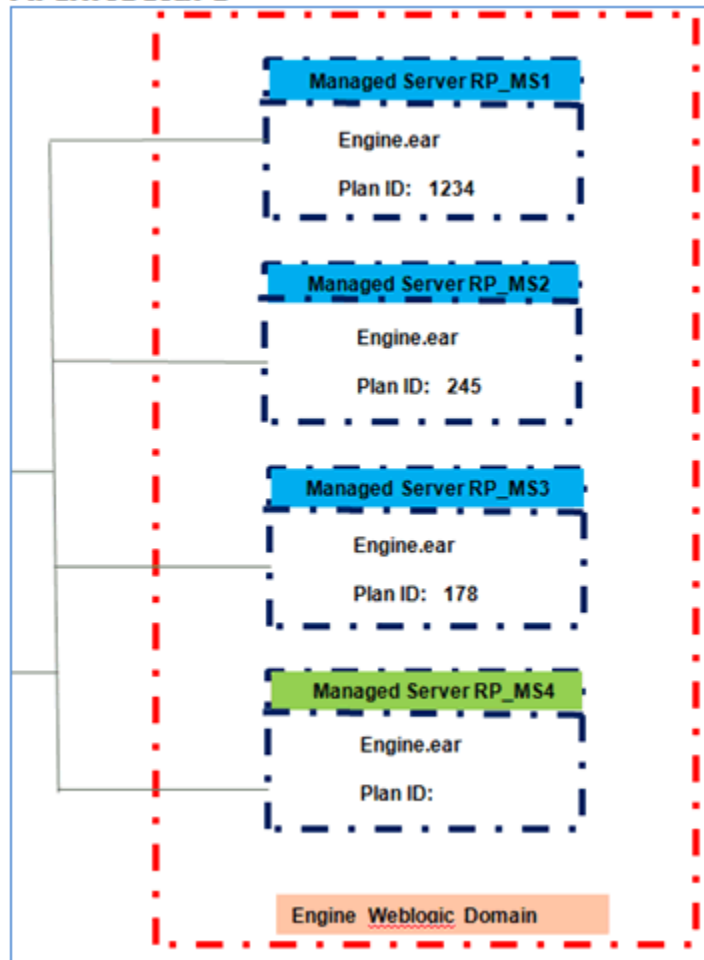 Managed Server RP_MS1
Engine.ear
Plan ID: 1234
Managed Server RP_MS2
Engine.ear
Plan ID: 245
Managed Server RP_MS3
Engine.ear
Plan ID: 178
Managed Server RP_MS4
Engine.ear
Plan ID:
Engine Weblogic Domain